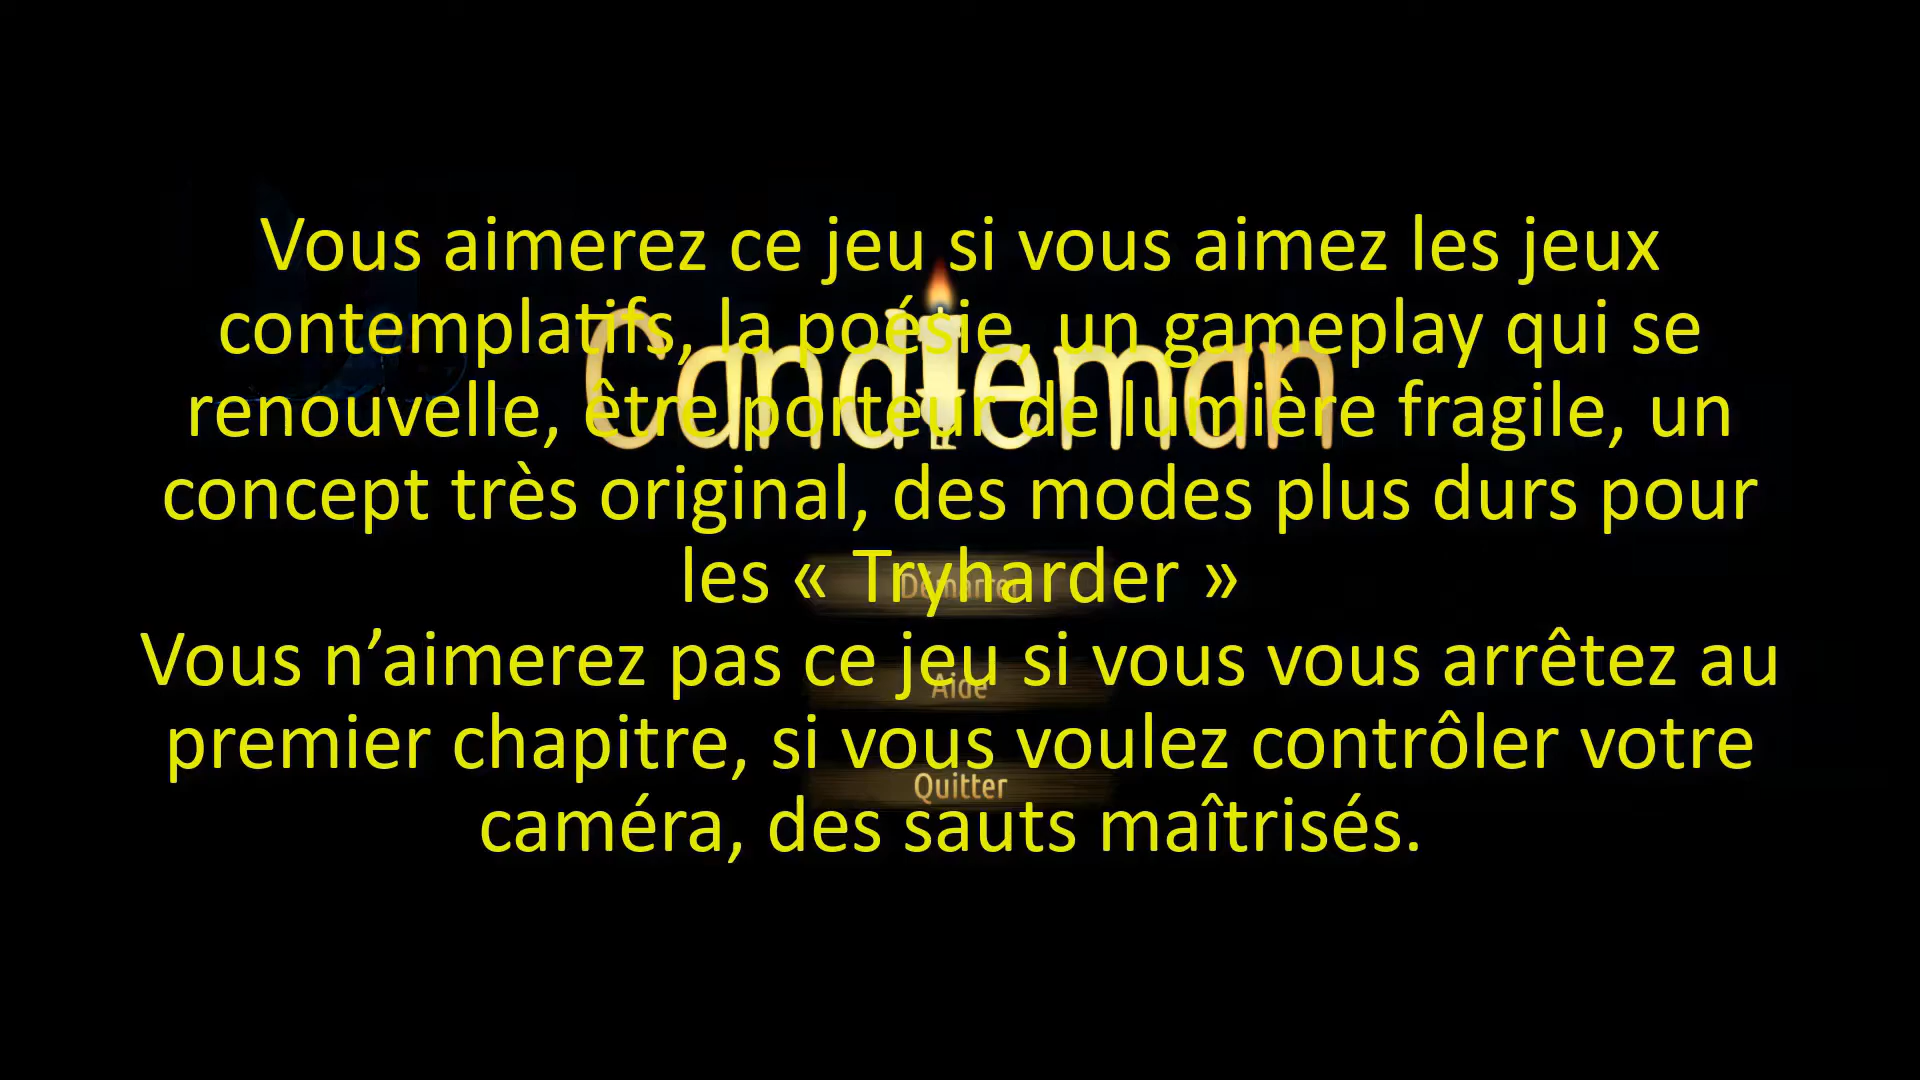 Vous aimerez ce jeu si vous aimez les jeux
contemplatifs, la poésie, un gameplay qui se
renouvelle, être porteur de lumière fragile, un
concept très original, des modes plus durs pour
les « Tryharder »
Vous n’aimerez pas ce jeu si vous vous arrêtez au
premier chapitre, si vous voulez contrôler votre
caméra, des sauts maîtrisés.
Candleman
Démarrer
Aide
Quitter